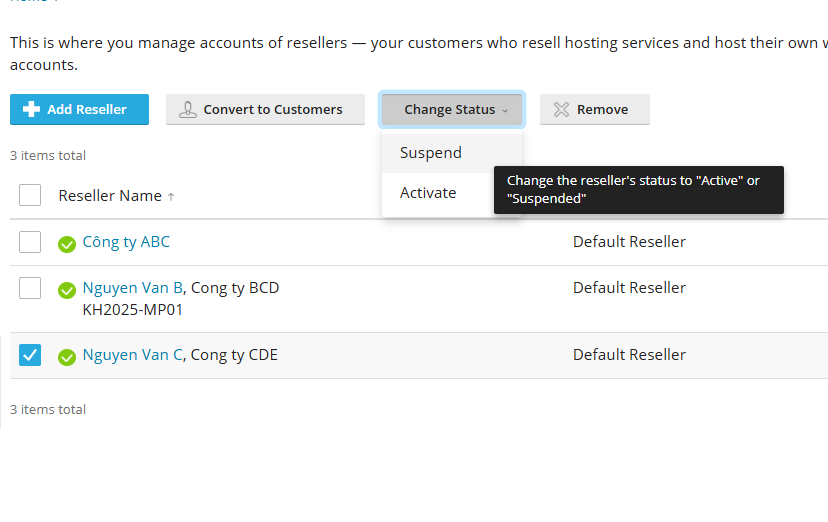 This is where you manage accounts of resellers — your customers who resell hosting services and host their own
accounts.
Add Reseller
Convert to Customers
Change Status
Remove
Suspend
Activate
Change the reseller's status to "Active" or
"Suspended"
3 items total
Reseller Name ↑
Công ty ABC
Default Reseller
Nguyen Van B, Cong ty BCD
KH2025-MP01
Default Reseller
Nguyen Van C, Cong ty CDE
Default Reseller
3 items total